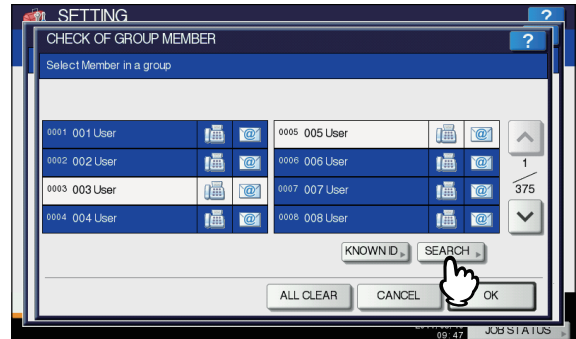 SETTING
?
CHECK OF GROUP MEMBER
?
Select Member in a group
0001 001 User
0005 005 User
0002 002 User
0006 006 User
1
0003 003 User
0007 007 User
375
0004 004 User
0008 008 User
KNOWN ID
SEARCH
ALL CLEAR
CANCEL
OK
09:47
JOB STATUS